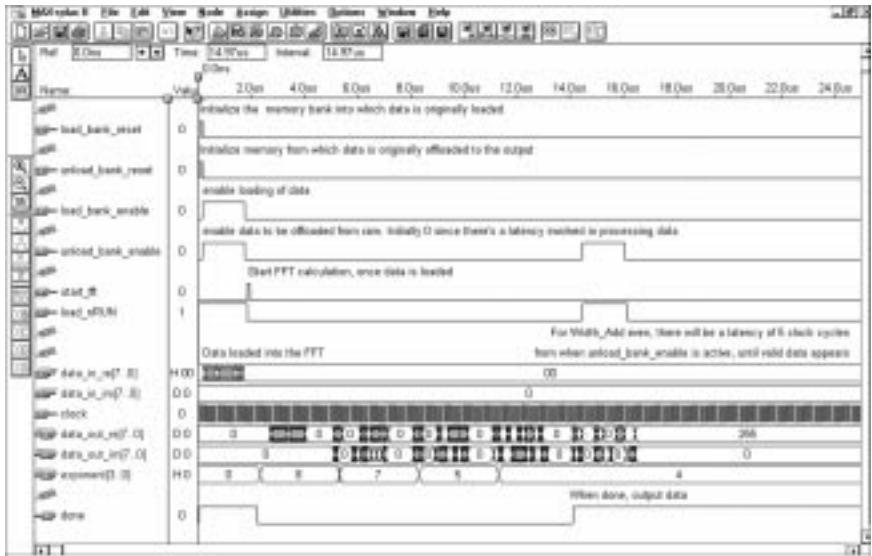 MAX+plus II File Edit View Node Assign Utilities Options Window Help
Ref: 0.0ns Time: 14.97us Interval: 14.97us
0.0ns
Name: Value: 2.0us 4.0us 6.0us 8.0us 10.0us 12.0us 14.0us 16.0us 18.0us 20.0us 22.0us 24.0us
Initialize the memory bank into which data is originally loaded
load_bank_reset 0
Initialize memory from which data is originally offloaded to the output
unload_bank_reset 0
enable loading of data
load_bank_enable 0
enable data to be offloaded from ram. Initially 0 since there's a latency involved in processing data
unload_bank_enable 0
Start FFT calculation, once data is loaded
start_fft 0
load_nRUN 1
For Width_Add even, there will be a latency of 6 clock cycles
Data loaded into the FFT from when unload_bank_enable is active, until valid data appears
data_in_re[7..0] H 00 00
data_in_im[7..0] D 0 0
clock 0
data_out_re[7..0] D 0 0 0 0 0 0 0
data_out_im[7..0] D 0 0 0
exponent[3..0] H 0 0 7 4
When done, output data
done 0